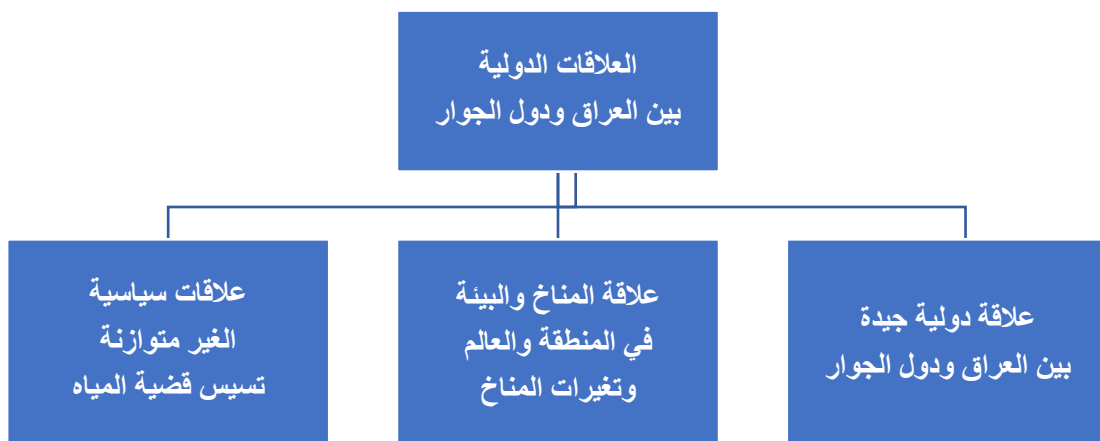 العلاقات الدولية
بين العراق ودول الجوار
علاقة دولية جيدة
بين العراق ودول الجوار
علاقة المناخ والبيئة
في المنطقة والعالم
وتغيرات المناخ
علاقات سياسية
الغير متوازنة
تسيس قضية المياه